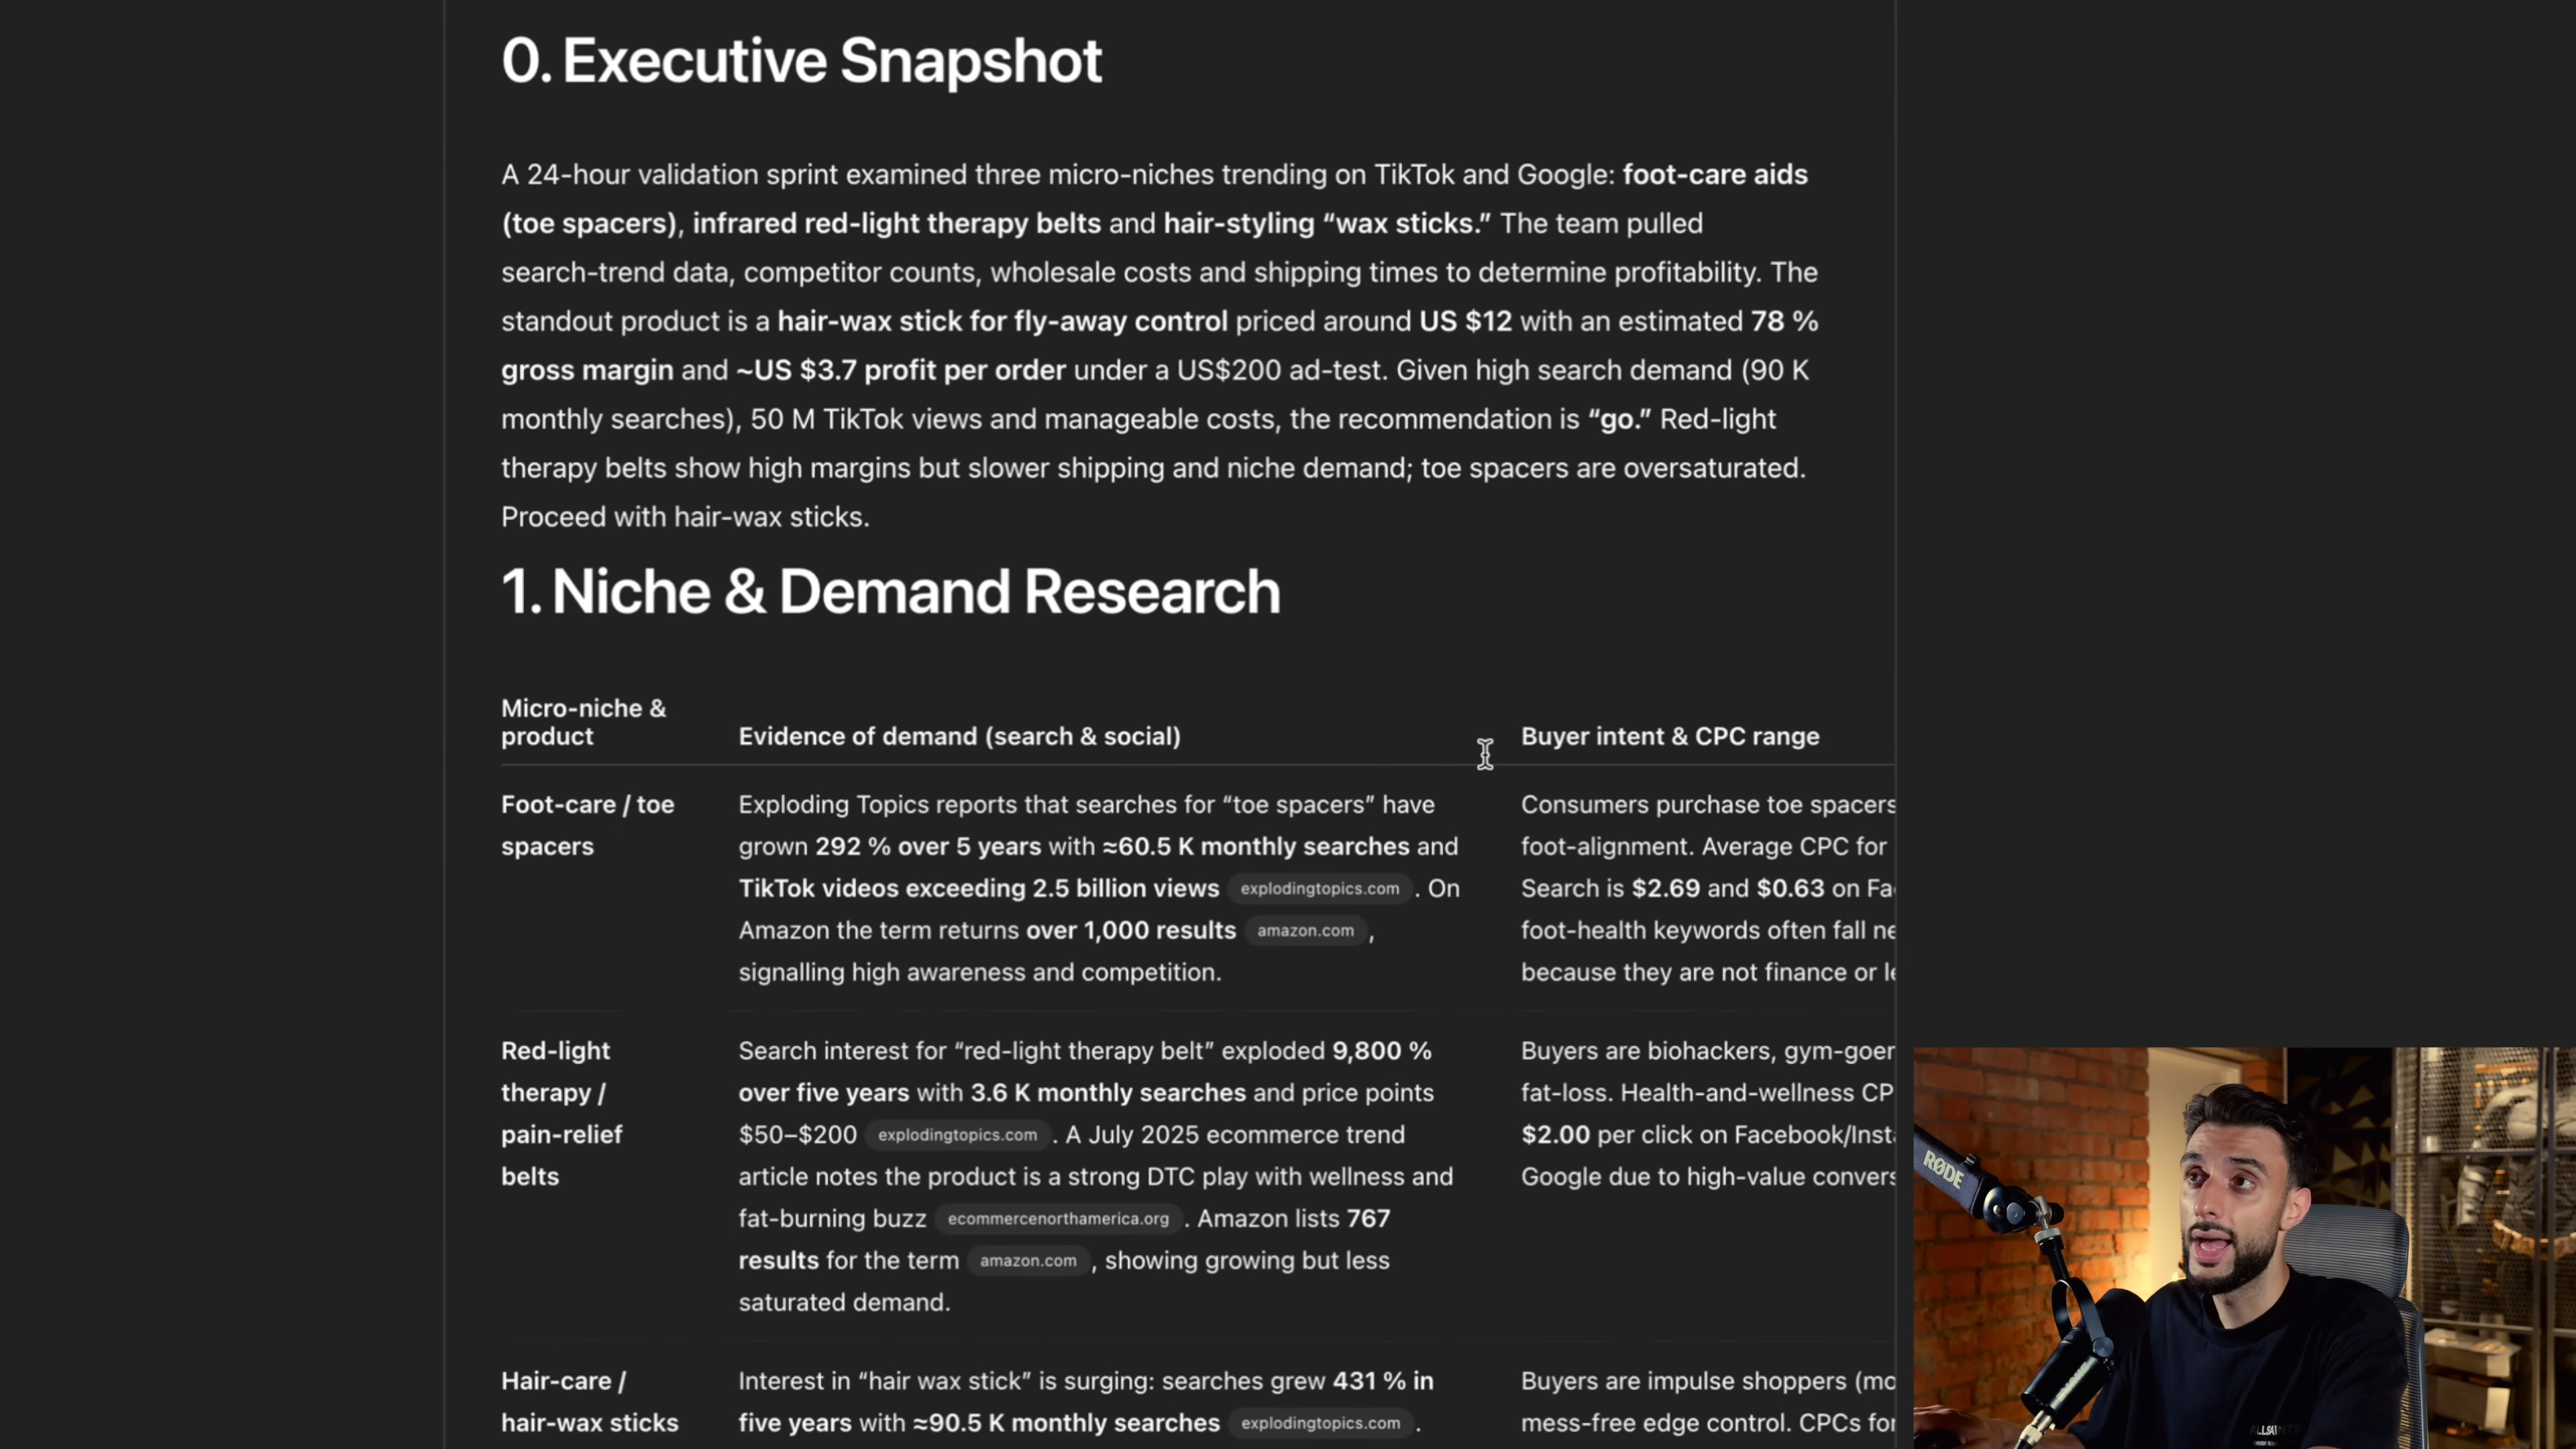 0. Executive Snapshot
A 24-hour validation sprint examined three micro-niches trending on TikTok and Google: foot-care aids
(toe spacers), infrared red-light therapy belts and hair-styling “wax sticks.” The team pulled
search-trend data, competitor counts, wholesale costs and shipping times to determine profitability. The
standout product is a hair-wax stick for fly-away control priced around US $12 with an estimated 78 %
gross margin and ~US $3.7 profit per order under a US$200 ad-test. Given high search demand (90 K
monthly searches), 50 M TikTok views and manageable costs, the recommendation is “go.” Red-light
therapy belts show high margins but slower shipping and niche demand; toe spacers are oversaturated.
Proceed with hair-wax sticks.
1. Niche & Demand Research
Micro-niche &
product
Evidence of demand (search & social)
Buyer intent & CPC range
Foot-care / toe
spacers
Exploding Topics reports that searches for “toe spacers” have
grown 292 % over 5 years with ≈60.5 K monthly searches and
TikTok videos exceeding 2.5 billion views explodingtopics.com . On
Amazon the term returns over 1,000 results amazon.com ,
signalling high awareness and competition.
Consumers purchase toe spacers
foot-alignment. Average CPC for
Search is $2.69 and $0.63 on Fa
foot-health keywords often fall ne
because they are not finance or le
Red-light
therapy /
pain-relief
belts
Search interest for “red-light therapy belt” exploded 9,800 %
over five years with 3.6 K monthly searches and price points
$50–$200 explodingtopics.com . A July 2025 ecommerce trend
article notes the product is a strong DTC play with wellness and
fat-burning buzz ecommercenorthamerica.org . Amazon lists 767
results for the term amazon.com , showing growing but less
saturated demand.
Buyers are biohackers, gym-goer
fat-loss. Health-and-wellness CP
$2.00 per click on Facebook/Inst
Google due to high-value convers
Hair-care /
hair-wax sticks
Interest in “hair wax stick” is surging: searches grew 431 % in
five years with ≈90.5 K monthly searches explodingtopics.com .
Buyers are impulse shoppers (mo
mess-free edge control. CPCs for
RØDE